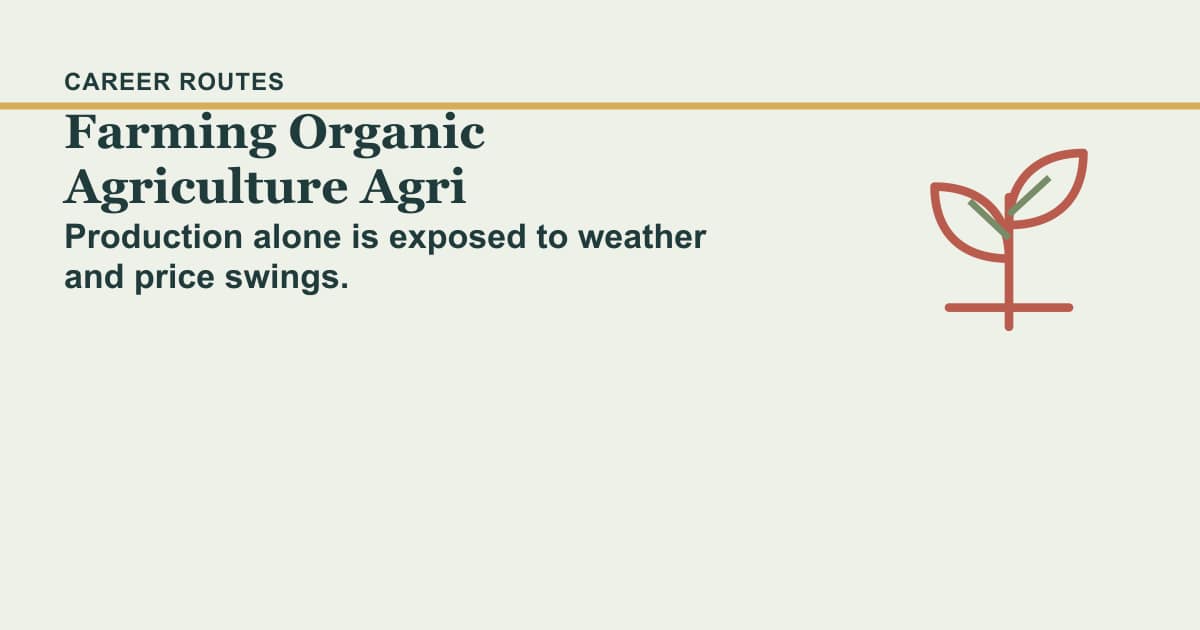 CAREER ROUTES
Farming Organic
Agriculture Agri
Production alone is exposed to weather
and price swings.